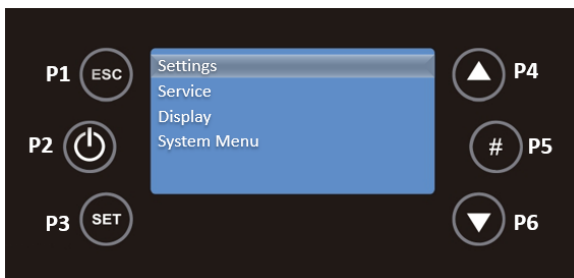 P1 ESC
Settings
Service
Display
System Menu
P2
P3 SET
P4
# P5
P6